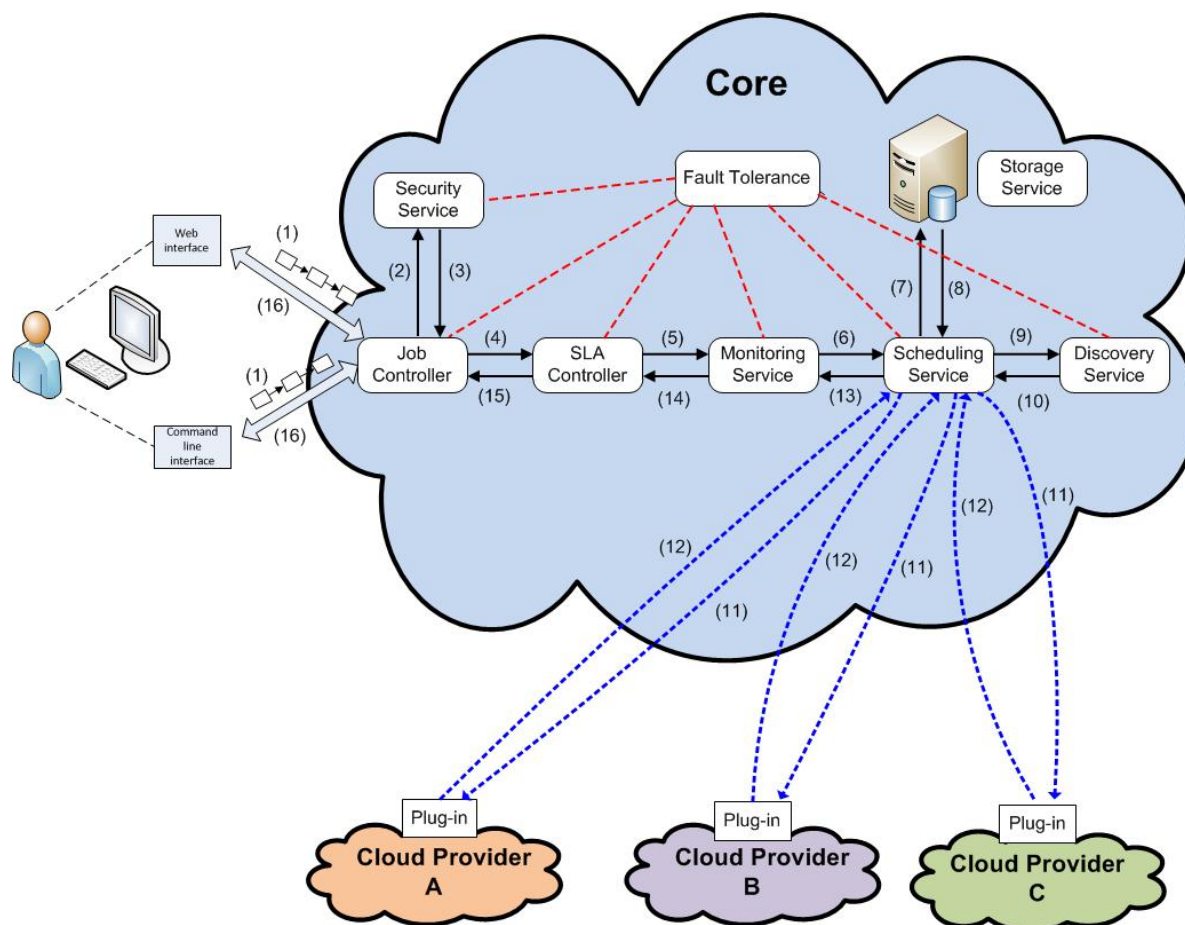 Core
Storage
Service
Fault Tolerance
Security
Service
Web
interface
(1)
(2)
(3)
(7)
(8)
(16)
Job
Controller
(4)
(15)
SLA
Controller
(5)
(14)
Monitoring
Service
(6)
(13)
Scheduling
Service
(9)
(10)
Discovery
Service
(1)
(16)
Command
line
interface
(12)
(11)
(12)
(11)
(12)
(11)
Plug-in
Cloud Provider
A
Plug-in
Cloud Provider
B
Plug-in
Cloud Provider
C